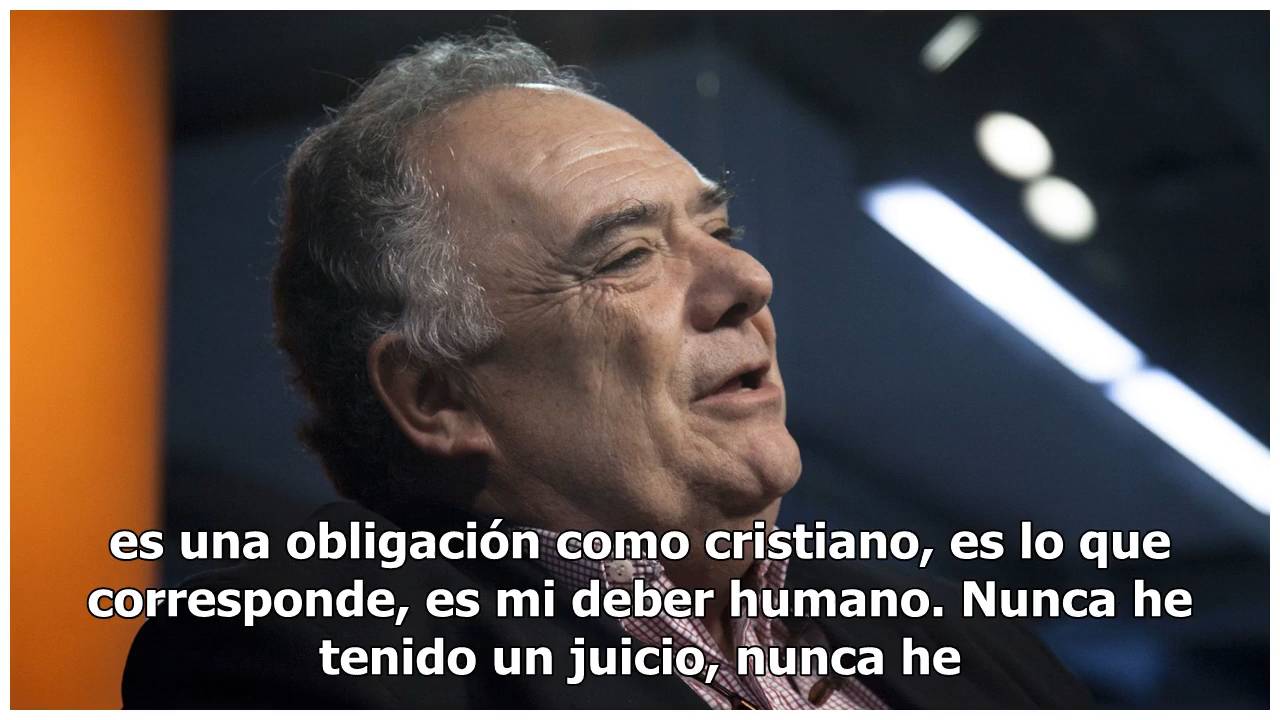 es una obligación como cristiano, es lo que
corresponde, es mi deber humano. Nunca he
tenido un juicio, nunca he